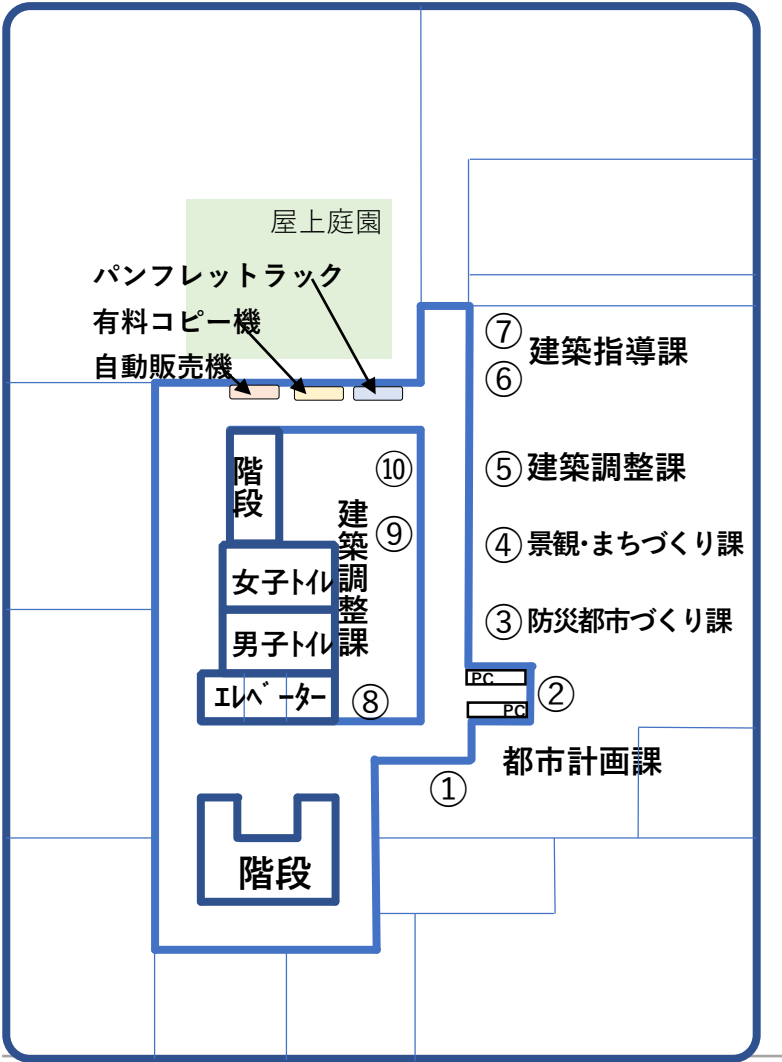 屋上庭園
パンフレットラック
有料コピー機
自動販売機
⑦
建築指導課
⑥
階段
⑩
⑤建築調整課
建築調整課
⑨
④景観･まちづくり課
女子ﾄｲﾚ
男子ﾄｲﾚ
③防災都市づくり課
ｴﾚﾍﾞｰﾀｰ
⑧
PC
②
PC
都市計画課
①
階段